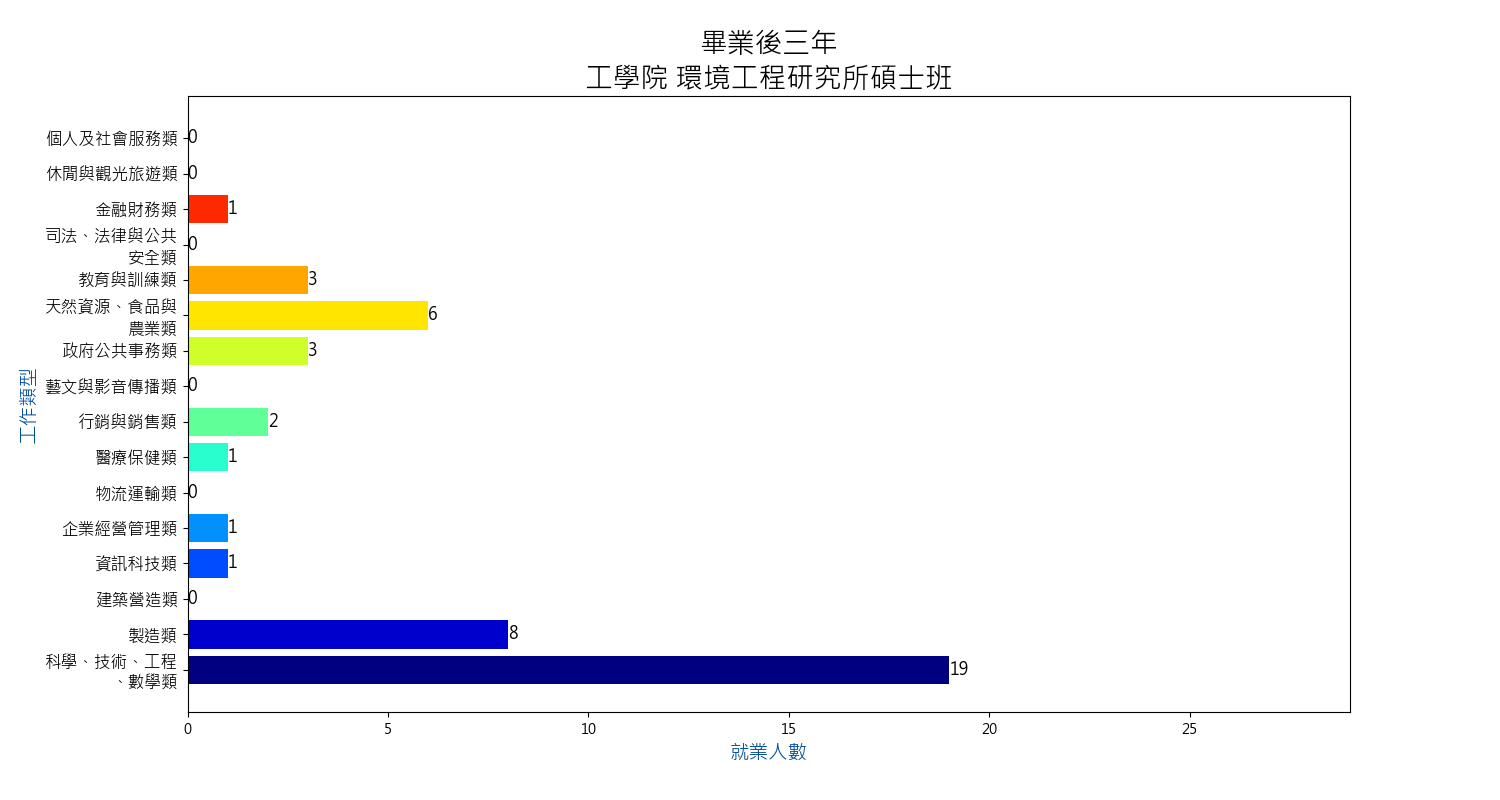 畢業後三年
工學院 環境工程研究所碩士班
個人及社會服務類 0
休閒與觀光旅遊類 0
金融財務類 1
司法、法律與公共
安全類 0
教育與訓練類 3
天然資源、食品與
農業類 6
政府公共事務類 3
藝文與影音傳播類 0
行銷與銷售類 2
醫療保健類 1
物流運輸類 0
企業經營管理類 1
資訊科技類 1
建築營造類 0
製造類 8
科學、技術、工程
、數學類 19
工作類型
0 5 10 15 20 25
就業人數